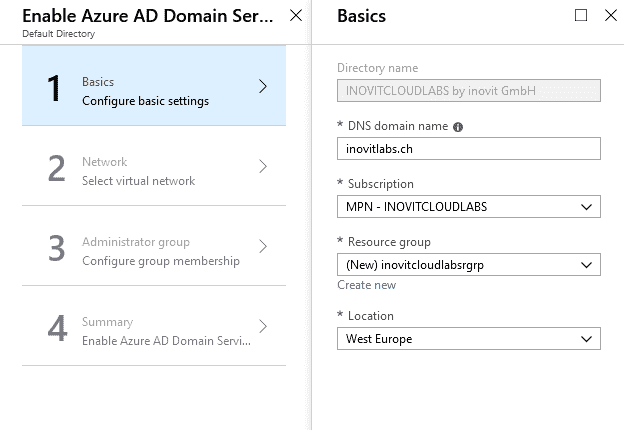 Enable Azure AD Domain Ser...
Default Directory
1
Basics
Configure basic settings
2
Network
Select virtual network
3
Administrator group
Configure group membership
4
Summary
Enable Azure AD Domain Servi...
Basics
Directory name
INOVITCLOUDLABS by inovit GmbH
* DNS domain name
inovitlabs.ch
* Subscription
MPN - INOVITCLOUDLABS
* Resource group
(New) inovitcloudlabsrgrp
Create new
* Location
West Europe